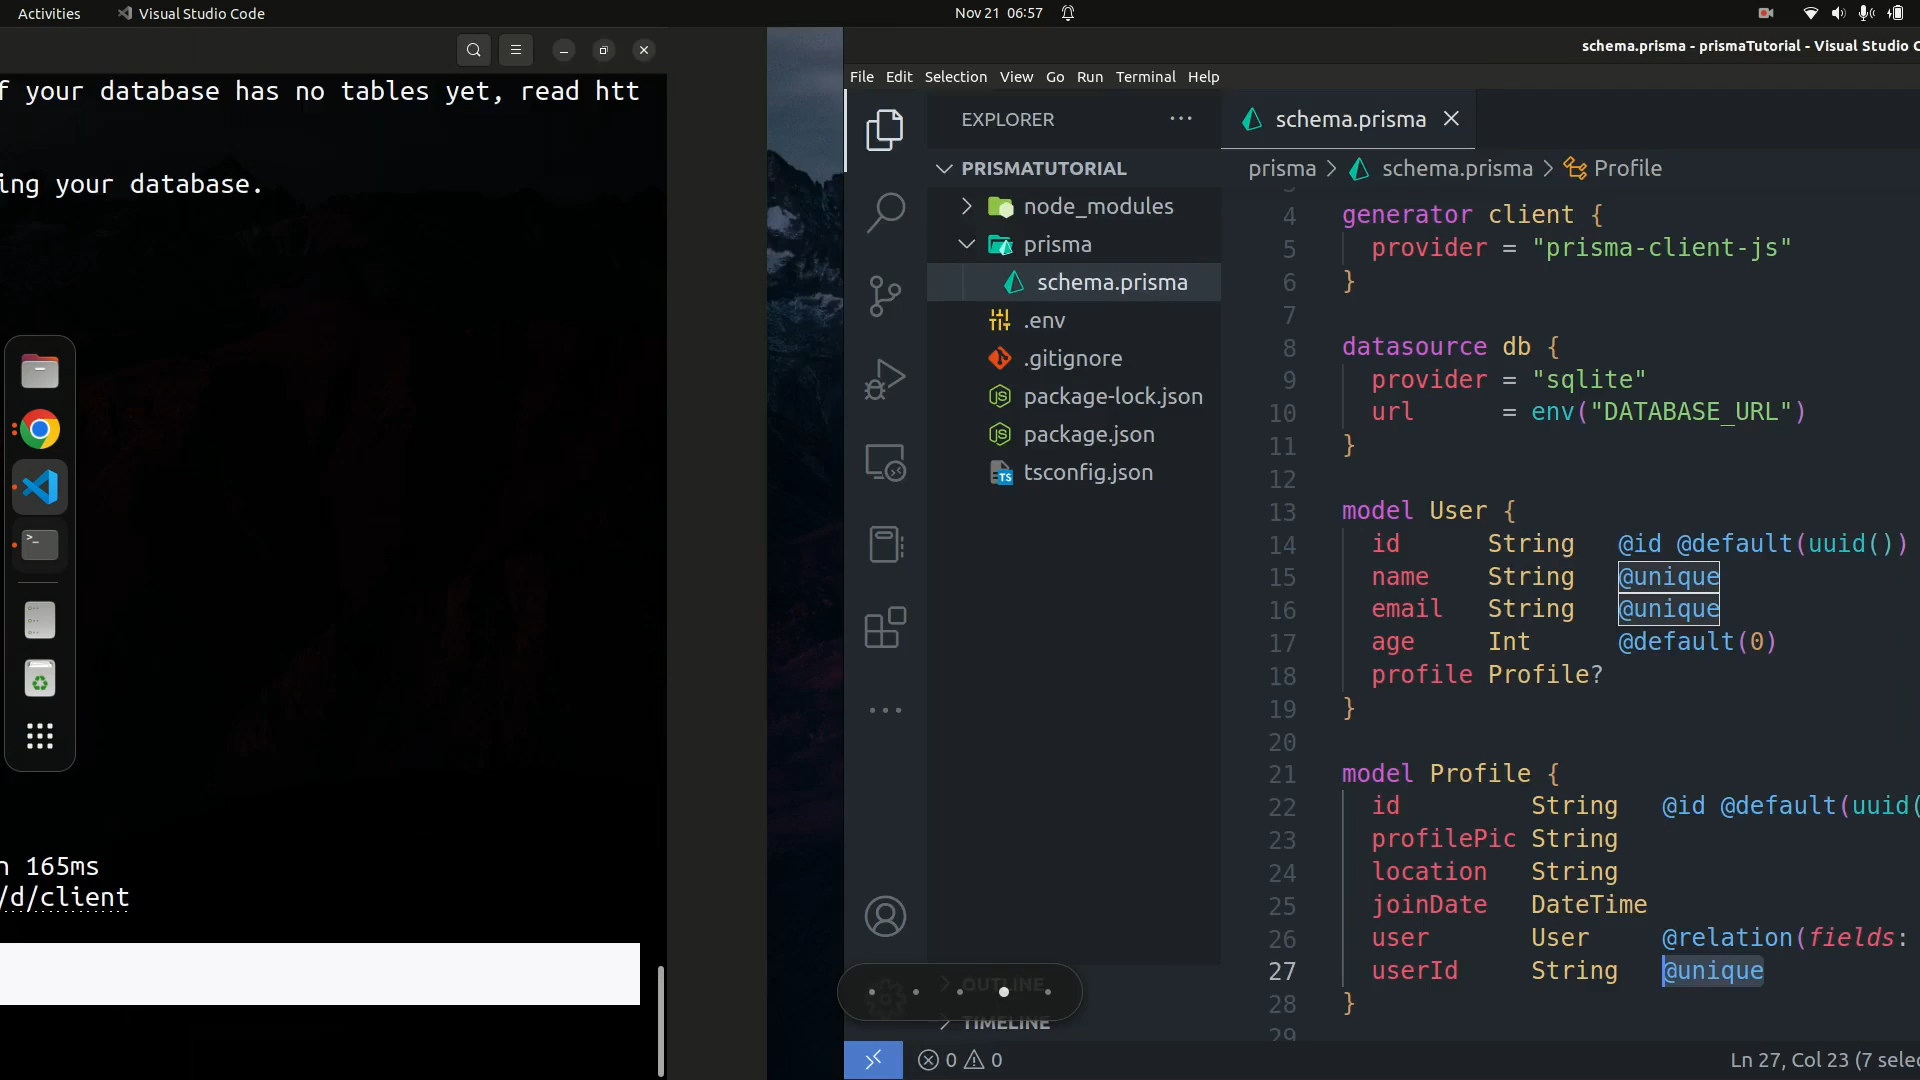 Activities
Visual Studio Code
Nov 21 06:57
f your database has no tables yet, read htt
ing your database.
n 165ms
/d/client
schema.prisma - prismaTutorial - Visual Studio C
File Edit Selection View Go Run Terminal Help
EXPLORER
PRISMATUTORIAL
node_modules
prisma
schema.prisma
.env
.gitignore
package-lock.json
package.json
tsconfig.json
OUTLINE
TIMELINE
schema.prisma
prisma > schema.prisma > Profile
4 generator client {
5 provider = "prisma-client-js"
6 }
7
8 datasource db {
9 provider = "sqlite"
10 url = env("DATABASE_URL")
11 }
12
13 model User {
14 id String @id @default(uuid())
15 name String @unique
16 email String @unique
17 age Int @default(0)
18 profile Profile?
19 }
20
21 model Profile {
22 id String @id @default(uuid(
23 profilePic String
24 location String
25 joinDate DateTime
26 user User @relation(fields:
27 userId String @unique
28 }
29
0 0
Ln 27, Col 23 (7 selec